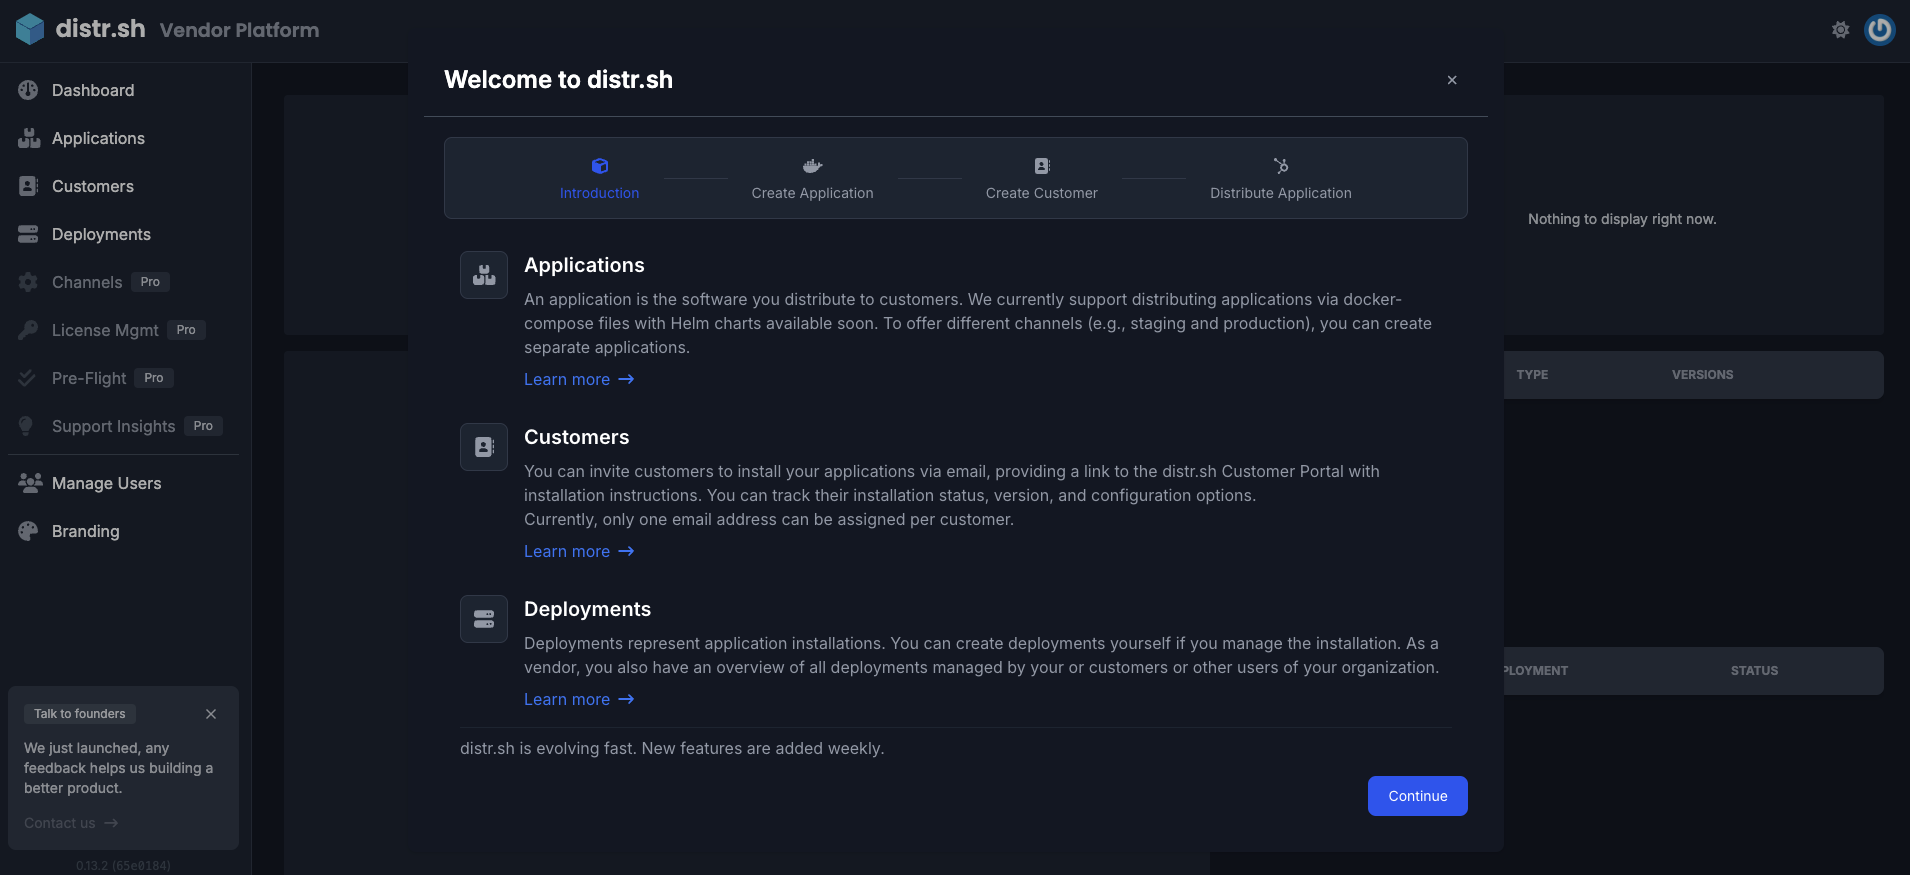 distr.sh Vendor Platform
Dashboard
Applications
Customers
Deployments
Channels Pro
License Mgmt Pro
Pre-Flight Pro
Support Insights Pro
Manage Users
Branding
Talk to founders
We just launched, any
feedback helps us building a
better product.
Contact us →
0.13.2 (65e0184)
Welcome to distr.sh
Introduction
Create Application
Create Customer
Distribute Application
Applications
An application is the software you distribute to customers. We currently support distributing applications via docker-
compose files with Helm charts available soon. To offer different channels (e.g., staging and production), you can create
separate applications.
Learn more →
Customers
You can invite customers to install your applications via email, providing a link to the distr.sh Customer Portal with
installation instructions. You can track their installation status, version, and configuration options.
Currently, only one email address can be assigned per customer.
Learn more →
Deployments
Deployments represent application installations. You can create deployments yourself if you manage the installation. As a
vendor, you also have an overview of all deployments managed by your or customers or other users of your organization.
Learn more →
distr.sh is evolving fast. New features are added weekly.
Continue
Nothing to display right now.
TYPE VERSIONS
PLOYMENT STATUS